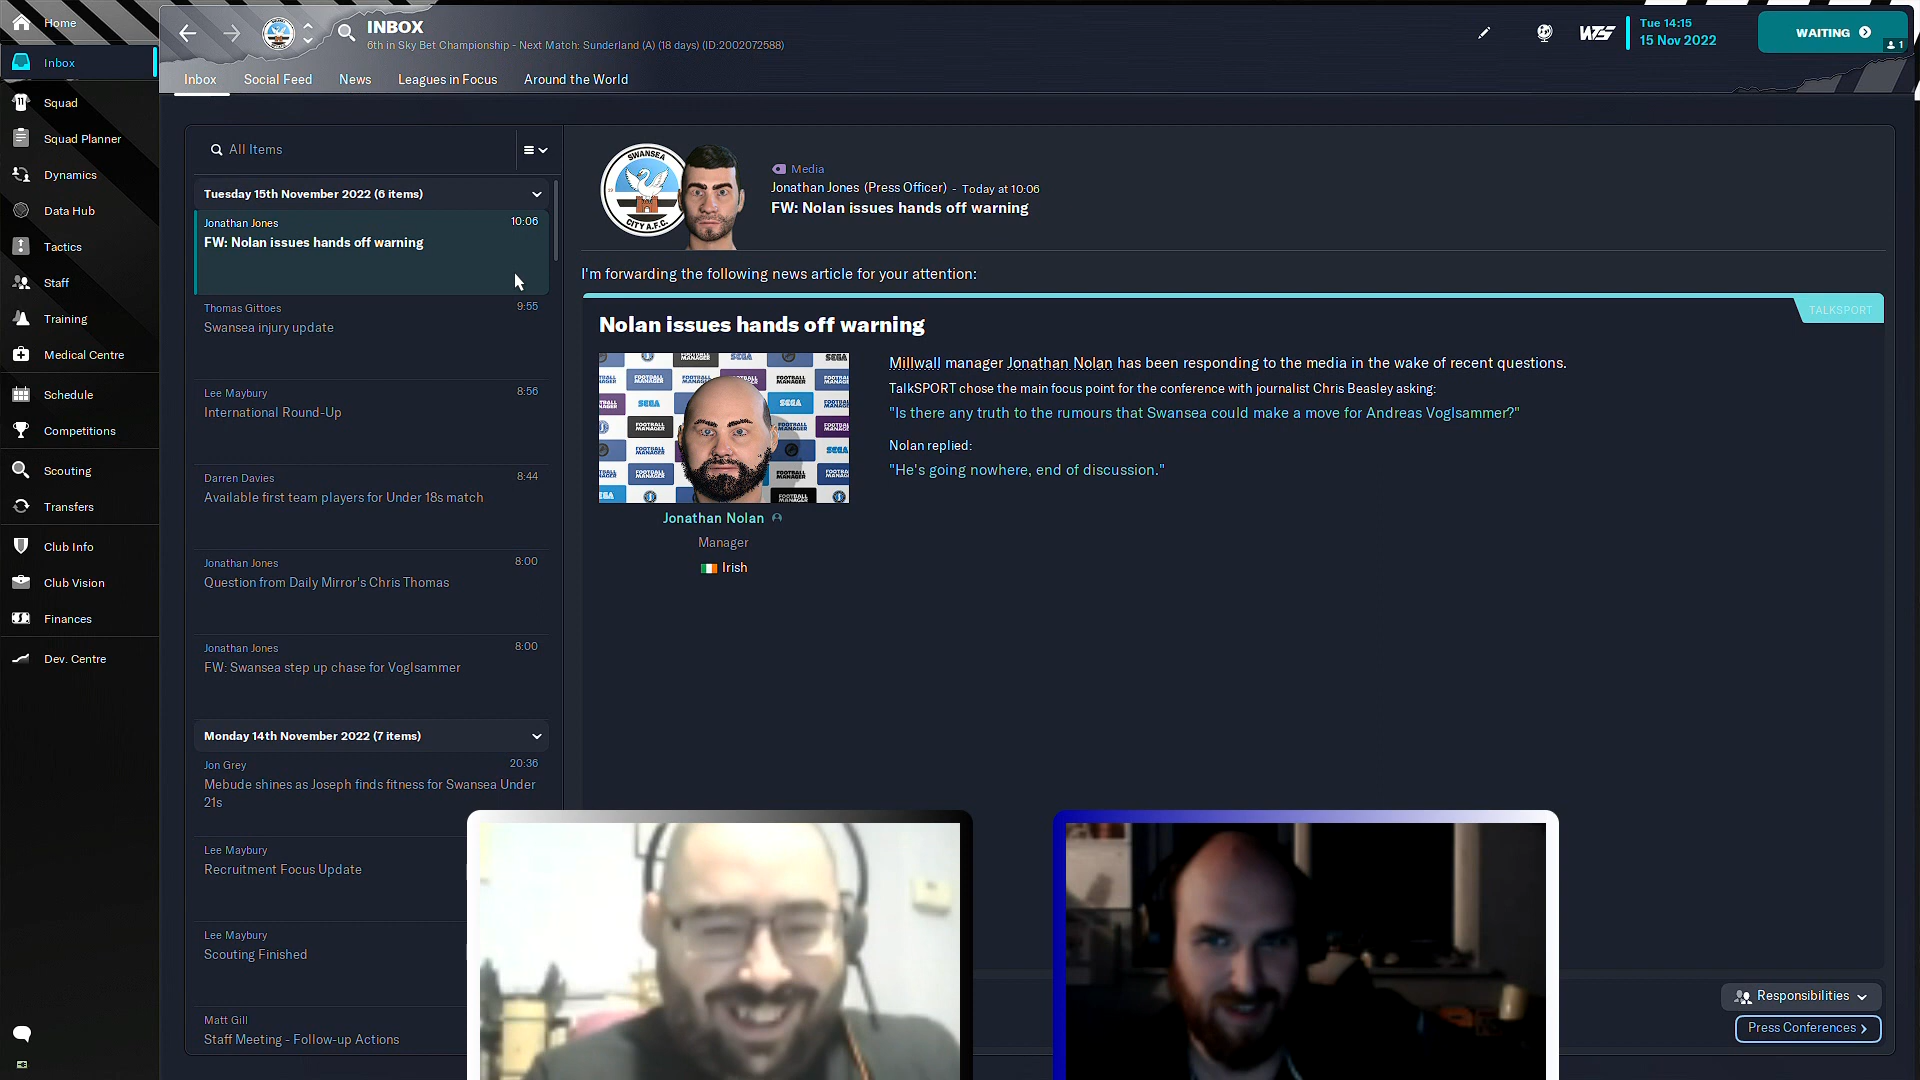 Home
Inbox
Squad
Squad Planner
Dynamics
Data Hub
Tactics
Staff
Training
Medical Centre
Schedule
Competitions
Scouting
Transfers
Club Info
Club Vision
Finances
Dev. Centre
INBOX
6th in Sky Bet Championship - Next Match: Sunderland (A) (18 days) (ID:2002072588)
Tue 14:15
15 Nov 2022
WAITING
1
Inbox Social Feed News Leagues in Focus Around the World
All Items
Tuesday 15th November 2022 (6 items)
Jonathan Jones 10:06
FW: Nolan issues hands off warning
Thomas Gittoes 9:55
Swansea injury update
Lee Maybury 8:56
International Round-Up
Darren Davies 8:44
Available first team players for Under 18s match
Jonathan Jones 8:00
Question from Daily Mirror's Chris Thomas
Jonathan Jones 8:00
FW: Swansea step up chase for Voglsammer
Monday 14th November 2022 (7 items)
Jon Grey 20:36
Mebude shines as Joseph finds fitness for Swansea Under
21s
Lee Maybury
Recruitment Focus Update
Lee Maybury
Scouting Finished
Matt Gill
Staff Meeting - Follow-up Actions
SWANSEA
CITY A.F.C.
Media
Jonathan Jones (Press Officer) - Today at 10:06
FW: Nolan issues hands off warning
I'm forwarding the following news article for your attention:
TALKSPORT
Nolan issues hands off warning
Millwall manager Jonathan Nolan has been responding to the media in the wake of recent questions.
TalkSPORT chose the main focus point for the conference with journalist Chris Beasley asking:
"Is there any truth to the rumours that Swansea could make a move for Andreas Voglsammer?"
Nolan replied:
"He's going nowhere, end of discussion."
SEGA
FOOTBALL MANAGER
Jonathan Nolan
Manager
Irish
Responsibilities
Press Conferences